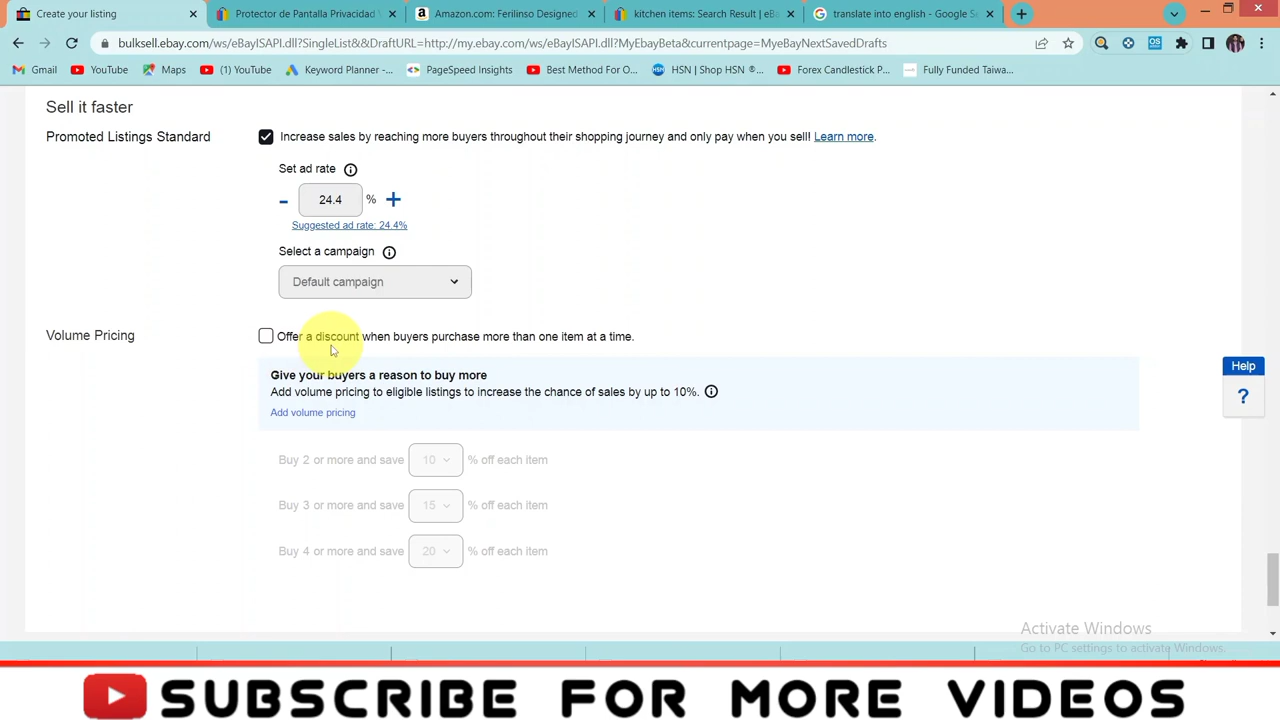 Create your listing
Protector de Pantalla Privacidad
Amazon.com: Ferilinso Designed
kitchen items: Search Result | eBa
translate into english - Google Se
bulksell.ebay.com/ws/eBayISAPI.dll?SingleList&&DraftURL=http://my.ebay.com/ws/eBayISAPI.dll?MyEbayBeta&currentpage=MyeBayNextSavedDrafts
Gmail
YouTube
Maps
(1) YouTube
Keyword Planner -...
PageSpeed Insights
Best Method For O...
HSN | Shop HSN ®...
Forex Candlestick P...
Fully Funded Taiwa...
Sell it faster
Promoted Listings Standard
Increase sales by reaching more buyers throughout their shopping journey and only pay when you sell! Learn more.
Set ad rate
- 24.4 % +
Suggested ad rate: 24.4%
Select a campaign
Default campaign
Volume Pricing
Offer a discount when buyers purchase more than one item at a time.
Help
?
Give your buyers a reason to buy more
Add volume pricing to eligible listings to increase the chance of sales by up to 10%.
Add volume pricing
Buy 2 or more and save 10 % off each item
Buy 3 or more and save 15 % off each item
Buy 4 or more and save 20 % off each item
Activate Windows
Go to PC settings to activate Windows.
SUBSCRIBE FOR MORE VIDEOS